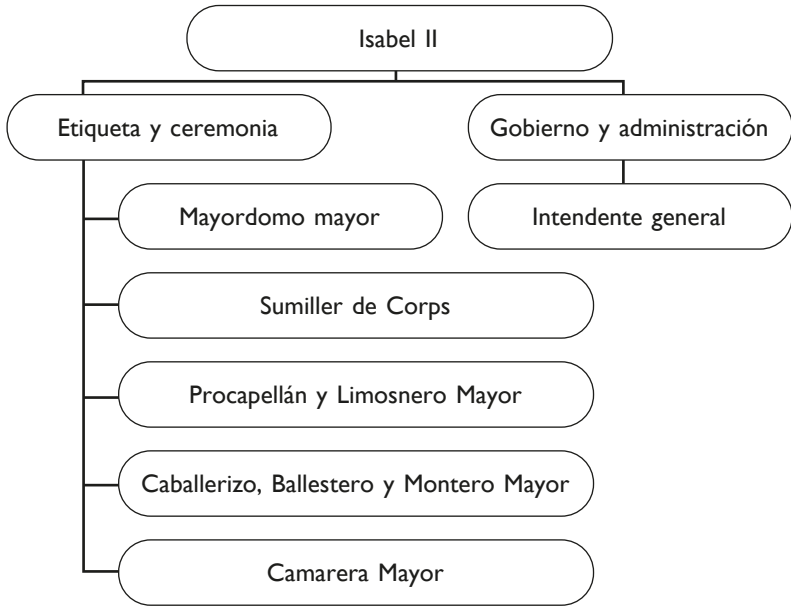 Isabel II
Etiqueta y ceremonia
Gobierno y administración
Mayordomo mayor
Intendente general
Sumiller de Corps
Procapellán y Limosnero Mayor
Caballerizo, Ballestero y Montero Mayor
Camarera Mayor